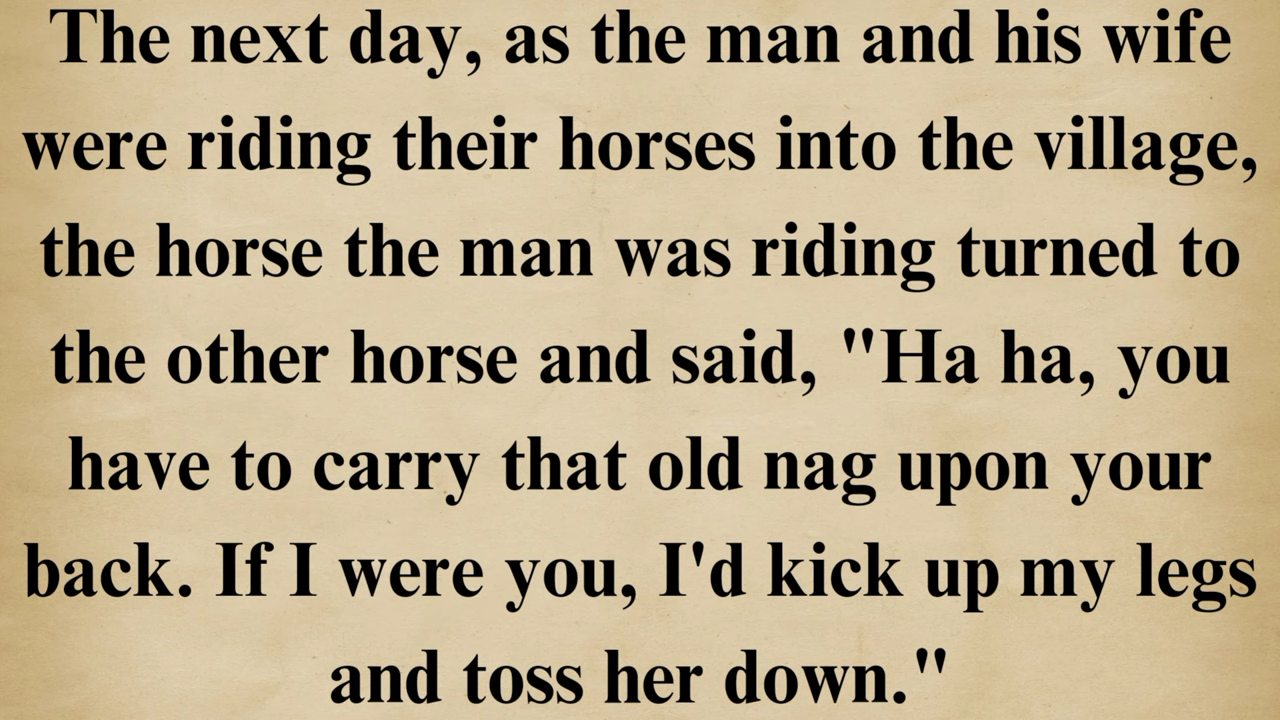 The next day, as the man and his wife
were riding their horses into the village,
the horse the man was riding turned to
the other horse and said, "Ha ha, you
have to carry that old nag upon your
back. If I were you, I'd kick up my legs
and toss her down."